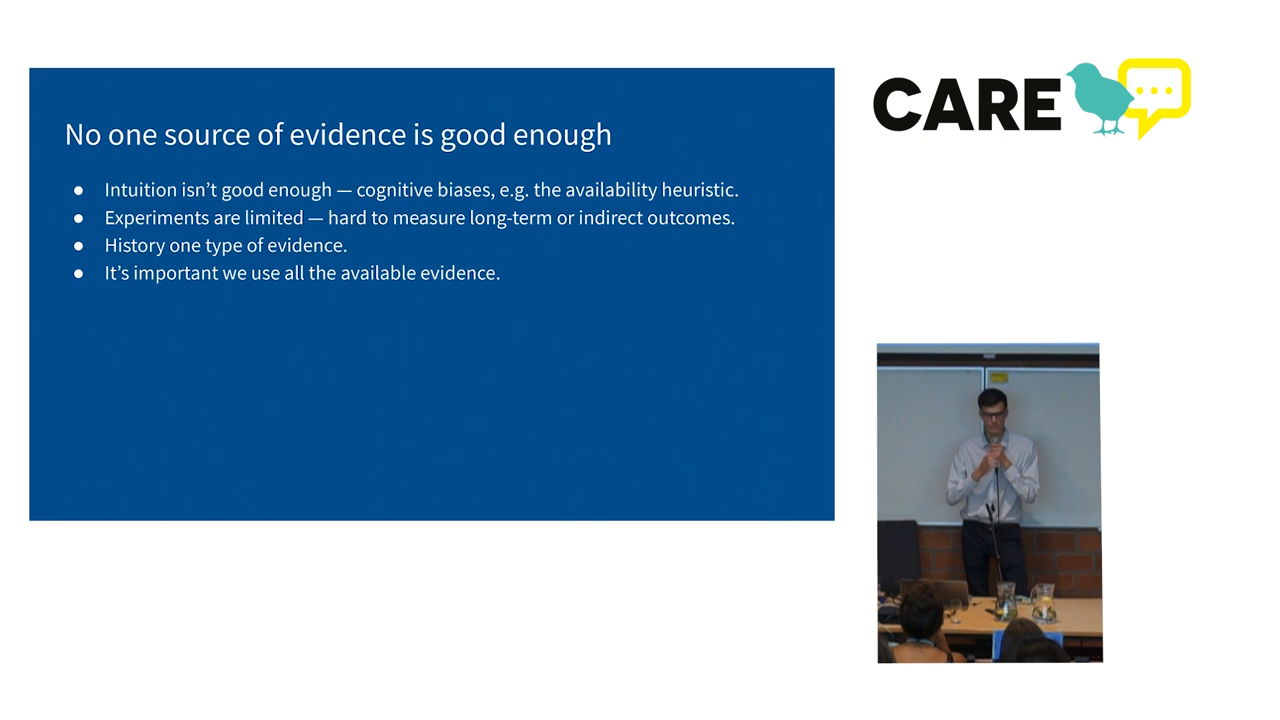 CARE
No one source of evidence is good enough
● Intuition isn’t good enough — cognitive biases, e.g. the availability heuristic.
● Experiments are limited — hard to measure long-term or indirect outcomes.
● History one type of evidence.
● It’s important we use all the available evidence.